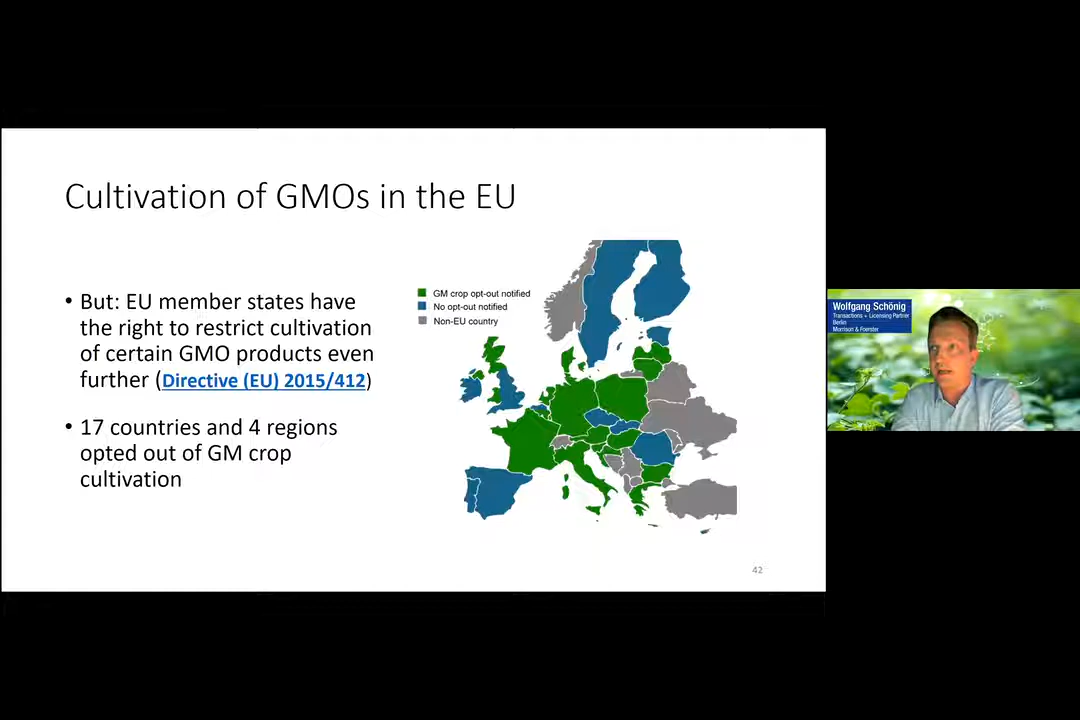 Cultivation of GMOs in the EU
• But: EU member states have
the right to restrict cultivation
of certain GMO products even
further (Directive (EU) 2015/412)
• 17 countries and 4 regions
opted out of GM crop
cultivation
GM crop opt-out notified
No opt-out notified
Non-EU country
42
Wolfgang Schönig
Transactions + Licensing Partner
Berlin
Morrison & Foerster